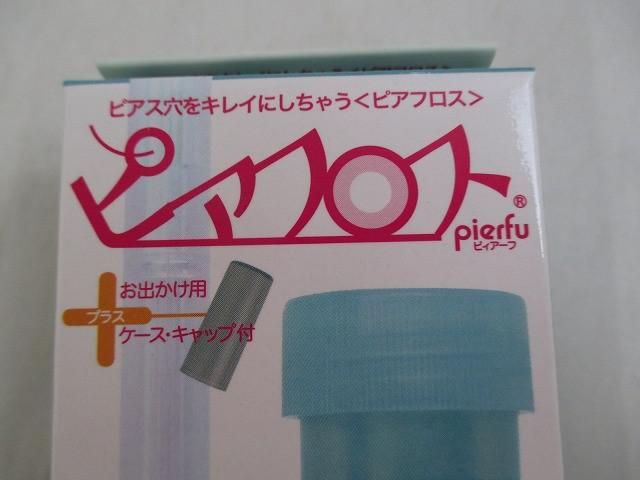 ピアス穴をキレイにしちゃう<ピアフロス>
ピアフロス®
pierfu
ピィアーフ
プラス
お出かけ用
ケース・キャップ付